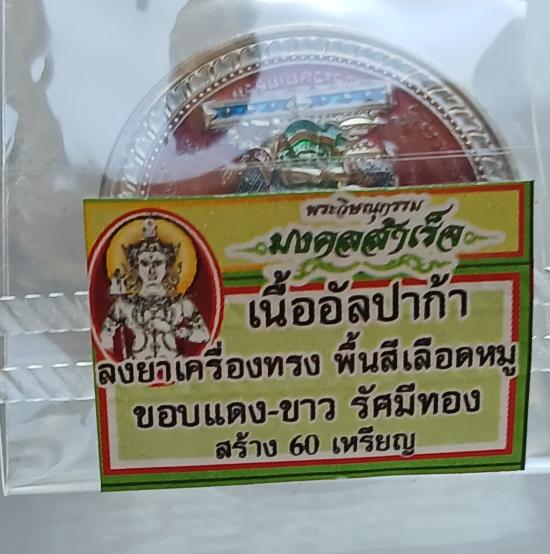 พระวิษณุกรรม
มงคลสำเร็จ
เนื้ออัลปาก้า
ลงยาเครื่องทรง พื้นสีเลือดหมู
ขอบแดง-ขาว รัศมีทอง
สร้าง 60 เหรียญ